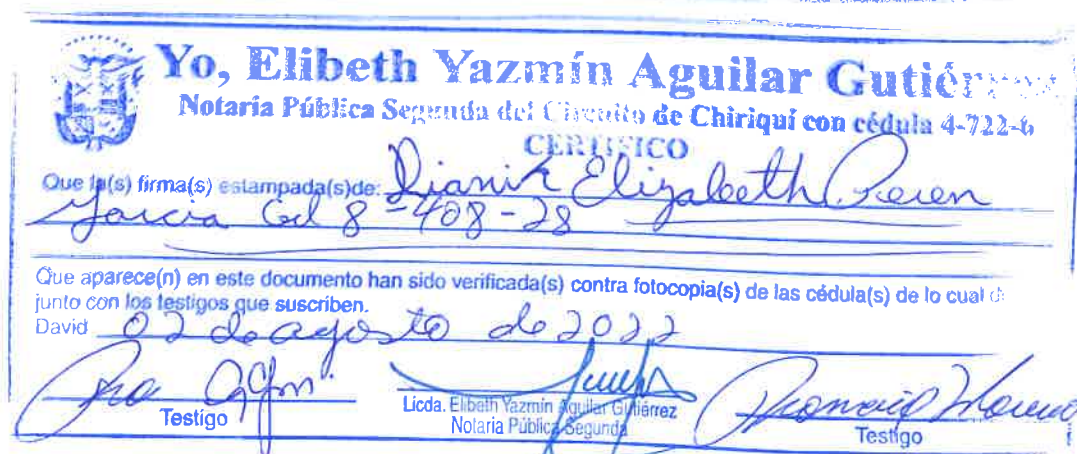 Yo, Elibeth Yazmín Aguilar Gutiérrez
Notaria Pública Segunda del Circuito de Chiriquí con cédula 4-722-6
CERTIFICO
Que la(s) firma(s) estampada(s)de: Dianik Elizabeth
Garcia Ced 8-408-28
Que aparece(n) en este documento han sido verificada(s) contra fotocopia(s) de las cédula(s) de lo cual d
junto con los testigos que suscriben.
David 02 de agosto de 2022
Testigo
Licda. Elibeth Yazmin Aguilar Gutiérrez
Notaria Pública Segunda
Testigo